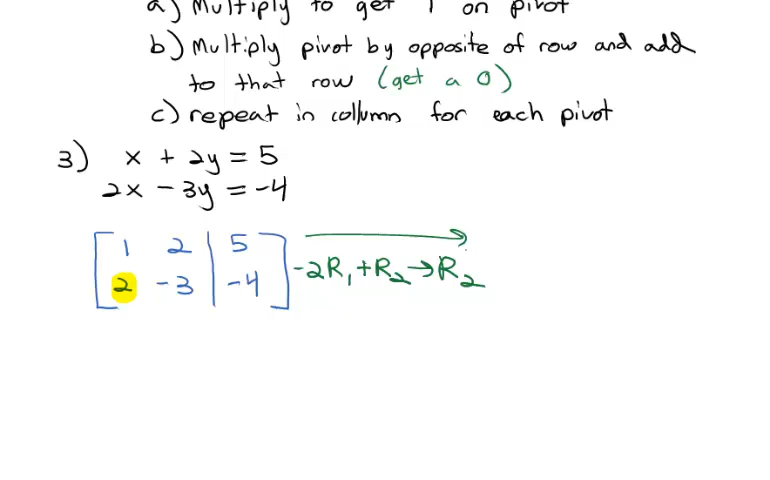 a) Multiply to get 1 on pivot
b) Multiply pivot by opposite of row and add
to that row (get a 0)
c) repeat in collumn for each pivot
3) x + 2y = 5
2x - 3y = -4
1 2 | 5
2 -3 | -4
-2R₁+R₂→R₂